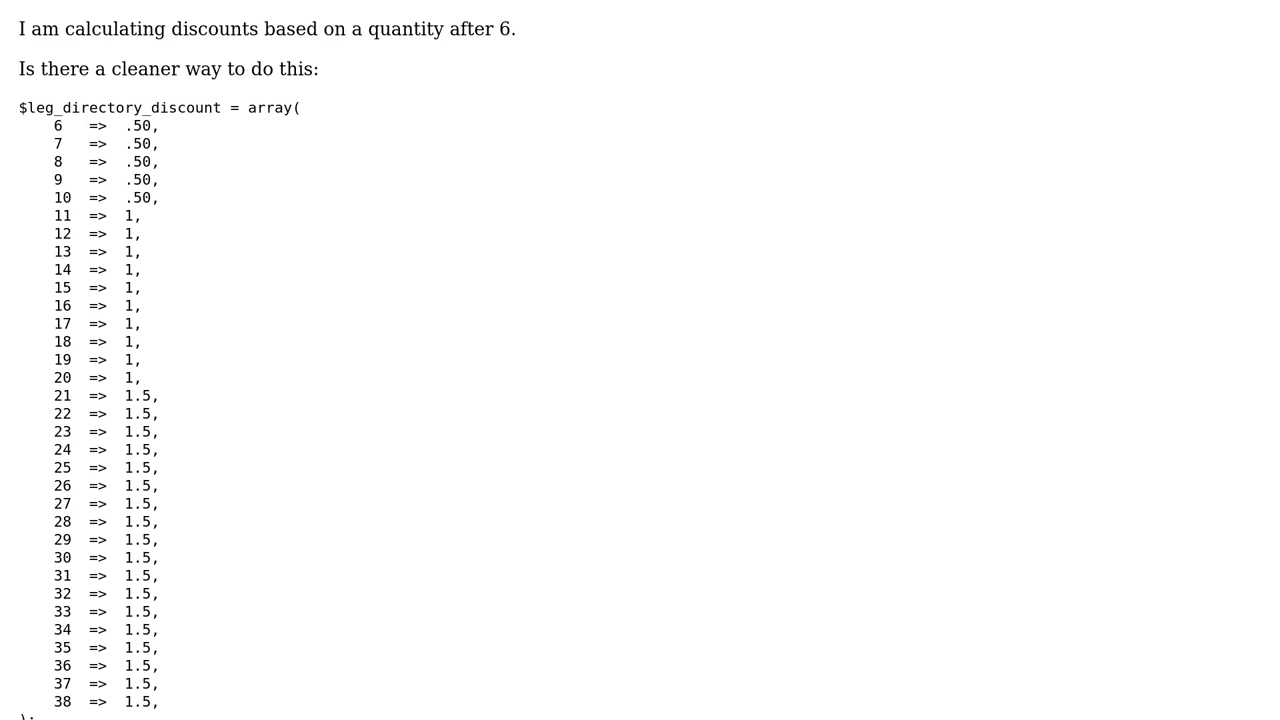 I am calculating discounts based on a quantity after 6.
Is there a cleaner way to do this:
$leg_directory_discount = array(
    6   =>  .50,
    7   =>  .50,
    8   =>  .50,
    9   =>  .50,
    10  =>  .50,
    11  =>  1,
    12  =>  1,
    13  =>  1,
    14  =>  1,
    15  =>  1,
    16  =>  1,
    17  =>  1,
    18  =>  1,
    19  =>  1,
    20  =>  1,
    21  =>  1.5,
    22  =>  1.5,
    23  =>  1.5,
    24  =>  1.5,
    25  =>  1.5,
    26  =>  1.5,
    27  =>  1.5,
    28  =>  1.5,
    29  =>  1.5,
    30  =>  1.5,
    31  =>  1.5,
    32  =>  1.5,
    33  =>  1.5,
    34  =>  1.5,
    35  =>  1.5,
    36  =>  1.5,
    37  =>  1.5,
    38  =>  1.5,
);